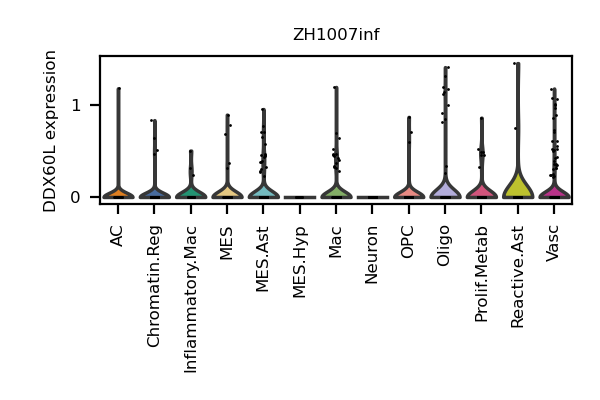 ZH1007inf
DDX60L expression
1
0
AC
Chromatin.Reg
Inflammatory.Mac
MES
MES.Ast
MES.Hyp
Mac
Neuron
OPC
Oligo
Prolif.Metab
Reactive.Ast
Vasc